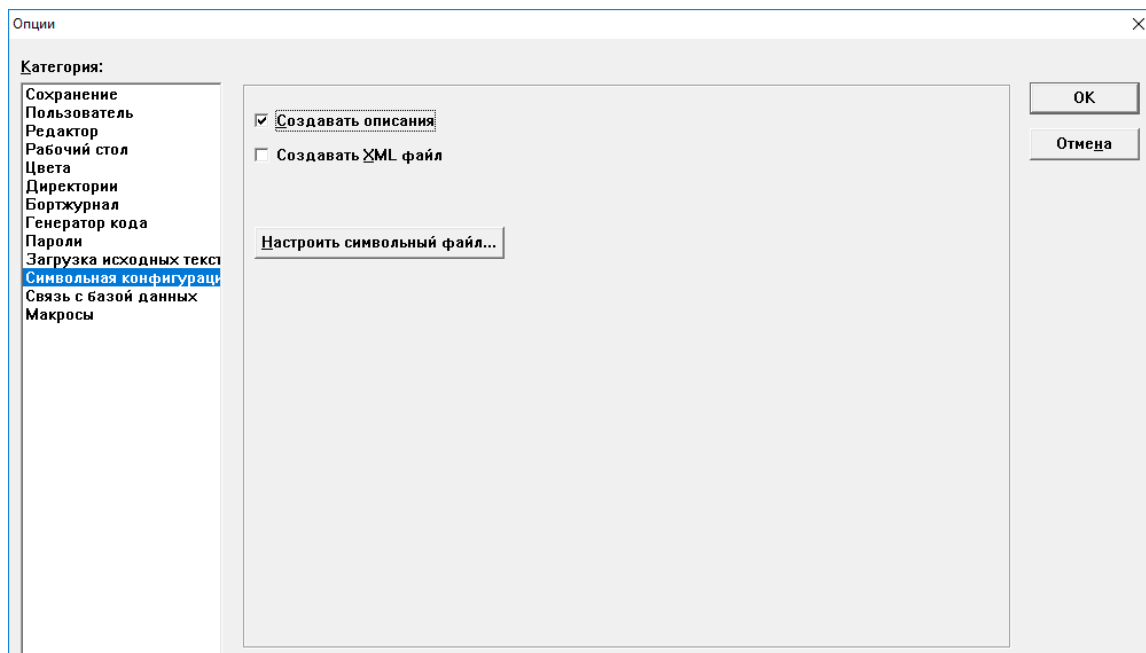 Опции
Категория:
Сохранение
Пользователь
Редактор
Рабочий стол
Цвета
Директории
Бортжурнал
Генератор кода
Пароли
Загрузка исходных текст
Символьная конфигураци
Связь с базой данных
Макросы
Создавать описания
Создавать XML файл
Настроить символьный файл...
OK
Отмена